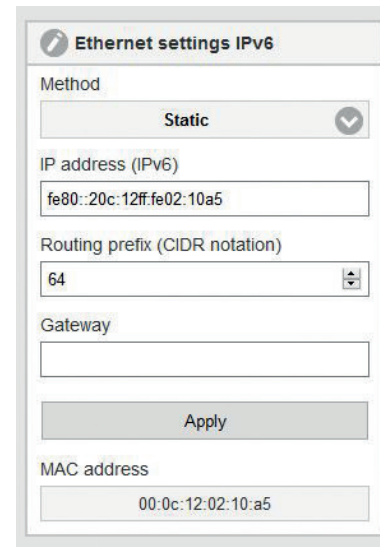 Ethernet settings IPv6
Method
Static
IP address (IPv6)
fe80::20c:12ff:fe02:10a5
Routing prefix (CIDR notation)
64
Gateway
Apply
MAC address
00:0c:12:02:10:a5